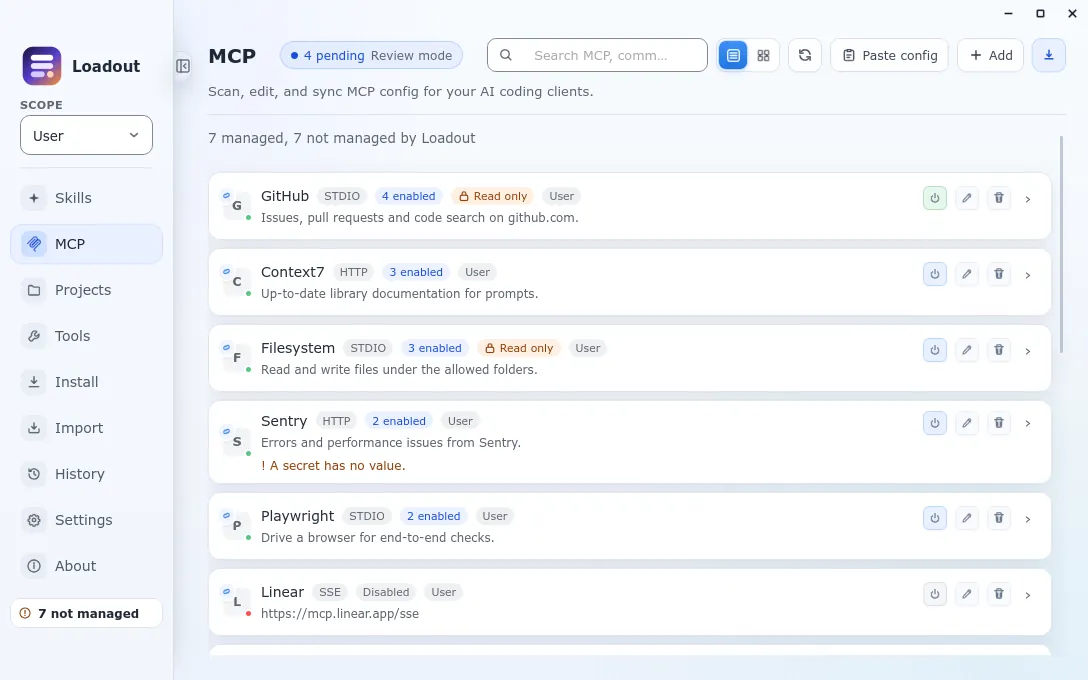 Loadout
SCOPE
User
Skills
MCP
Projects
Tools
Install
Import
History
Settings
About
7 not managed
MCP
4 pending Review mode
Search MCP, comm...
Paste config
Add
Scan, edit, and sync MCP config for your AI coding clients.
7 managed, 7 not managed by Loadout
G
GitHub STDIO 4 enabled Read only User
Issues, pull requests and code search on github.com.
C
Context7 HTTP 3 enabled User
Up-to-date library documentation for prompts.
F
Filesystem STDIO 3 enabled Read only User
Read and write files under the allowed folders.
S
Sentry HTTP 2 enabled User
Errors and performance issues from Sentry.
! A secret has no value.
P
Playwright STDIO 2 enabled User
Drive a browser for end-to-end checks.
L
Linear SSE Disabled User
https://mcp.linear.app/sse